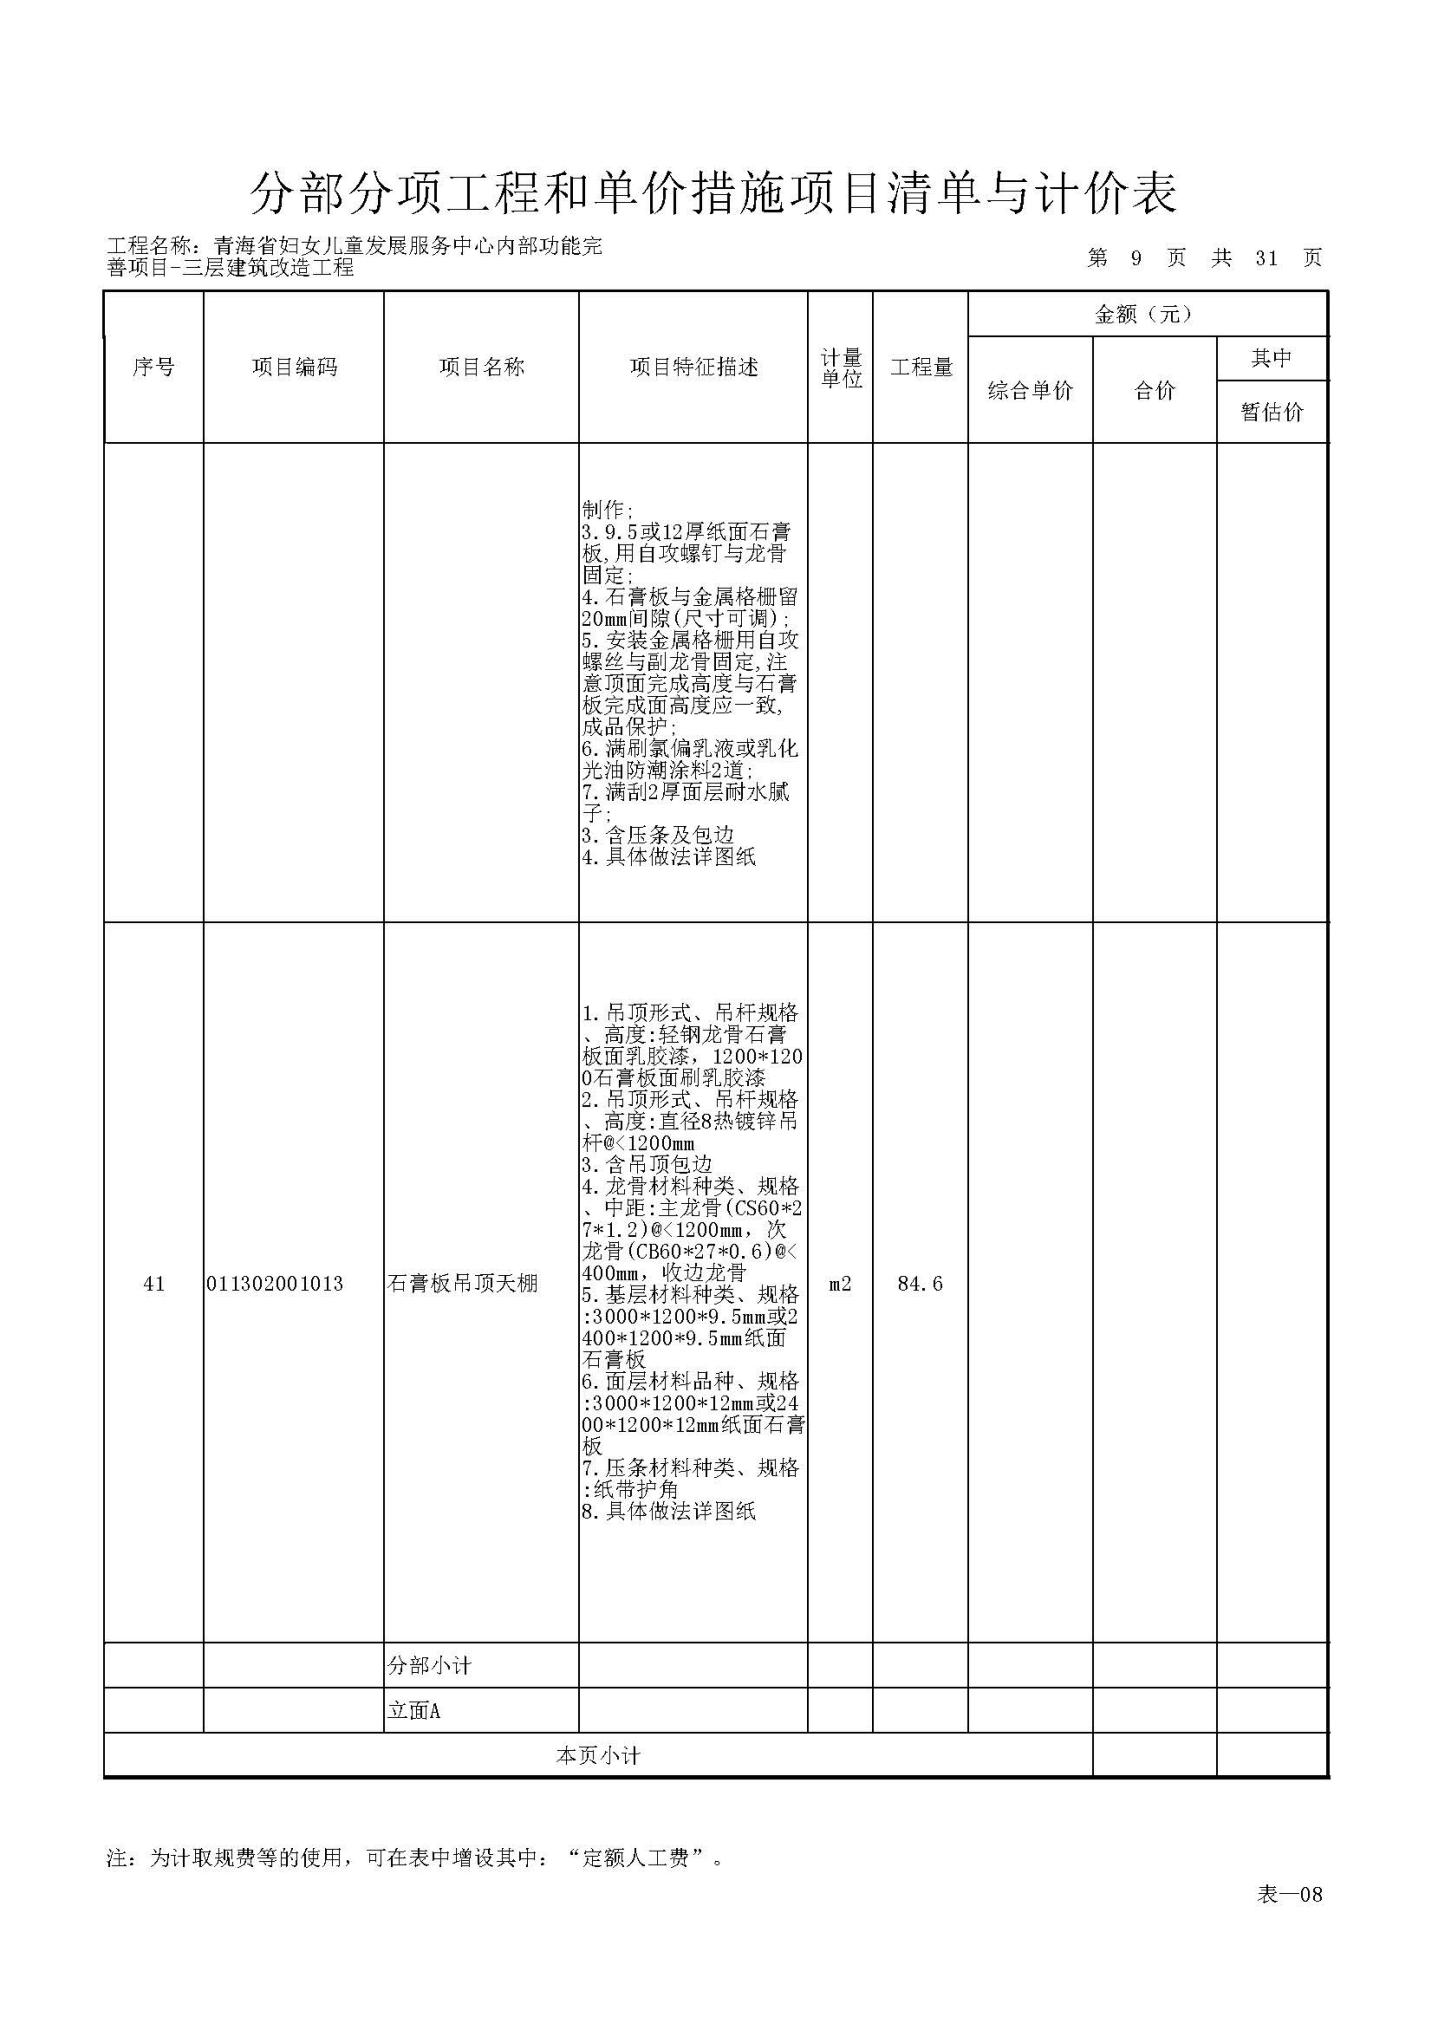 分部分项工程和单价措施项目清单与计价表
工程名称：青海省妇女儿童发展服务中心内部功能完
善项目-三层建筑改造工程
第 9 页 共 31 页
序号 项目编码 项目名称 项目特征描述 计量单位 工程量 金额（元）
综合单价 合价 其中
暂估价
制作;
3.9.5或12厚纸面石膏
板,用自攻螺钉与龙骨
固定;
4.石膏板与金属格栅留
20mm间隙(尺寸可调);
5.安装金属格栅用自攻
螺丝与副龙骨固定,注
意顶面完成高度与石膏
板完成面高度应一致,
成品保护;
6.满刷氯偏乳液或乳化
光油防潮涂料2道;
7.满刮2厚面层耐水腻
子;
3.含压条及包边
4.具体做法详图纸
41 011302001013 石膏板吊顶天棚
1.吊顶形式、吊杆规格
、高度:轻钢龙骨石膏
板面乳胶漆，1200*120
0石膏板面刷乳胶漆
2.吊顶形式、吊杆规格
、高度:直径8热镀锌吊
杆@<1200mm
3.含吊顶包边
4.龙骨材料种类、规格
、中距:主龙骨(CS60*2
7*1.2)@<1200mm，次
龙骨(CB60*27*0.6)@<
400mm，收边龙骨
5.基层材料种类、规格
:3000*1200*9.5mm或2
400*1200*9.5mm纸面
石膏板
6.面层材料品种、规格
:3000*1200*12mm或24
00*1200*12mm纸面石膏
板
7.压条材料种类、规格
:纸带护角
8.具体做法详图纸
m2 84.6
分部小计
立面A
本页小计
注：为计取规费等的使用，可在表中增设其中：“定额人工费”。
表—08